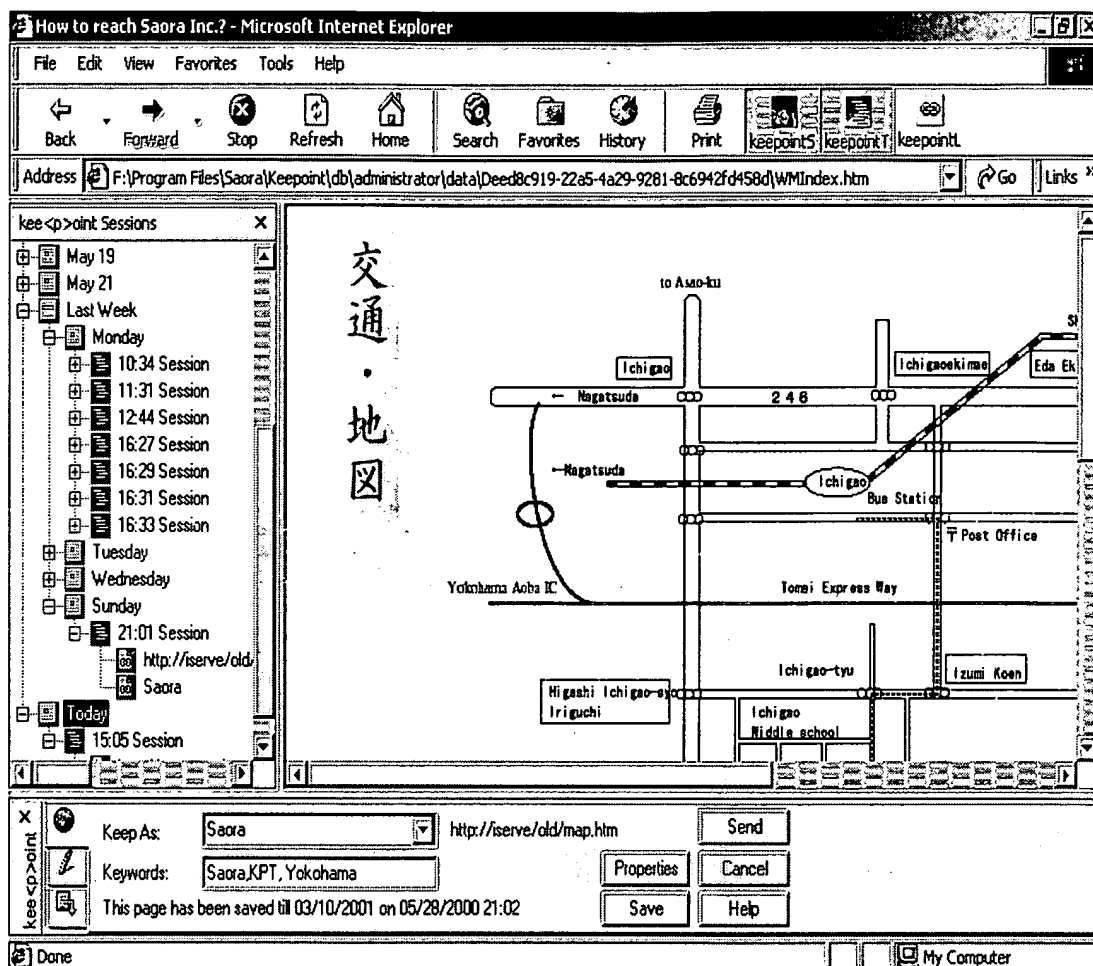 How to reach Saora Inc.? - Microsoft Internet Explorer
File Edit View Favorites Tools Help
Back Forward Stop Refresh Home Search Favorites History Print keepointS keepointT keepointL
Address F:\Program Files\Saora\Keepoint\db\administrator\data\Deed8c919-22a5-4a29-9281-8c6942fd458d\WMIndex.htm Go Links »
kee<p>oint Sessions X
May 19
May 21
Last Week
Monday
10:34 Session
11:31 Session
12:44 Session
16:27 Session
16:29 Session
16:31 Session
16:33 Session
Tuesday
Wednesday
Sunday
21:01 Session
http://iserve/old/
Saora
Today
15:05 Session
交通・地図
to Asao-ku
Ichigao
Ichigaoekimae
Eda Ek
← Nagatsuda
246
←Nagatsuda
Ichigao
Bus Station
〒Post Office
Yokohama Aoba IC
Tomei Express Way
Ichigao-tyu
Izumi Koen
Higashi Ichigao-syo
Iriguchi
Ichigao
Middle school
kee<p>oint X
Keep As: Saora http://iserve/old/map.htm Send
Keywords: Saora,KPT, Yokohama Properties Cancel
This page has been saved till 03/10/2001 on 05/28/2000 21:02 Save Help
Done My Computer